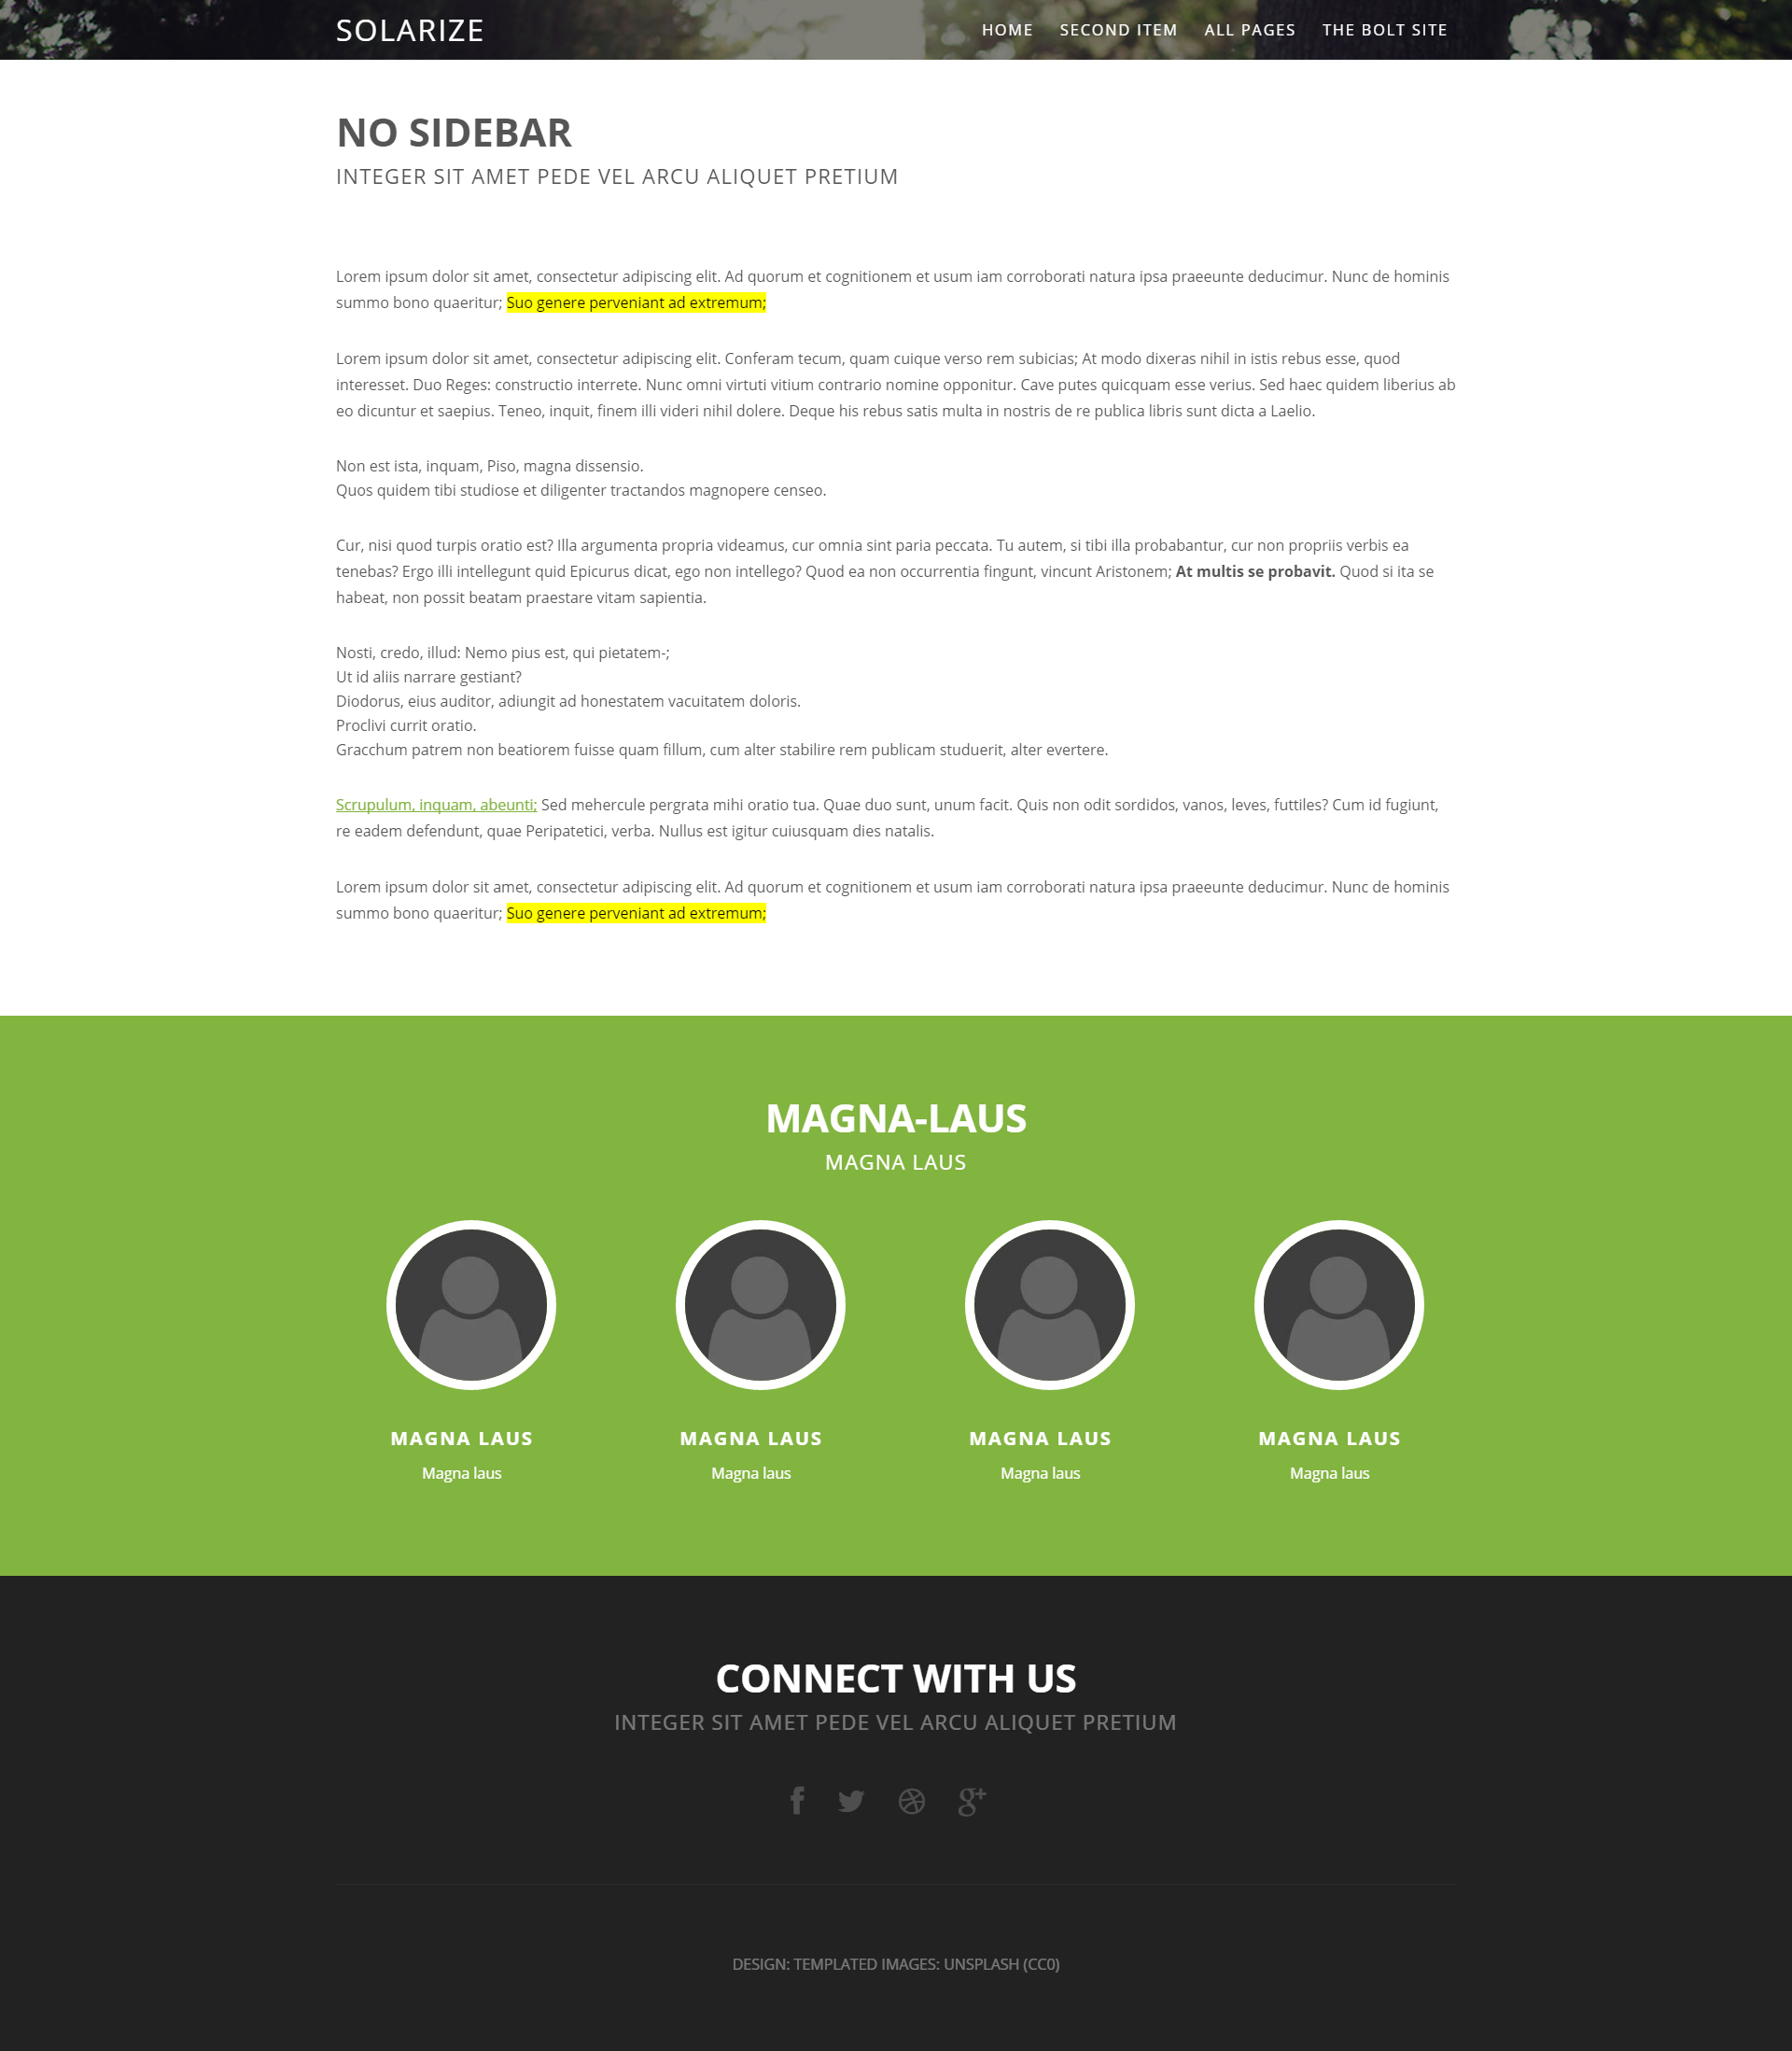 SOLARIZE
HOME SECOND ITEM ALL PAGES THE BOLT SITE
NO SIDEBAR
INTEGER SIT AMET PEDE VEL ARCU ALIQUET PRETIUM
Lorem ipsum dolor sit amet, consectetur adipiscing elit. Ad quorum et cognitionem et usum iam corroborati natura ipsa praeeunte deducimur. Nunc de hominis
summo bono quaeritur; Suo genere perveniant ad extremum;
Lorem ipsum dolor sit amet, consectetur adipiscing elit. Conferam tecum, quam cuique verso rem subicias; At modo dixeras nihil in istis rebus esse, quod
interesset. Duo Reges: constructio interrete. Nunc omni virtuti vitium contrario nomine opponitur. Cave putes quicquam esse verius. Sed haec quidem liberius ab
eo dicuntur et saepius. Teneo, inquit, finem illi videri nihil dolere. Deque his rebus satis multa in nostris de re publica libris sunt dicta a Laelio.
Non est ista, inquam, Piso, magna dissensio.
Quos quidem tibi studiose et diligenter tractandos magnopere censeo.
Cur, nisi quod turpis oratio est? Illa argumenta propria videamus, cur omnia sint paria peccata. Tu autem, si tibi illa probabantur, cur non propriis verbis ea
tenebas? Ergo illi intellegunt quid Epicurus dicat, ego non intellego? Quod ea non occurrentia fingunt, vincunt Aristonem; At multis se probavit. Quod si ita se
habeat, non possit beatam praestare vitam sapientia.
Nosti, credo, illud: Nemo pius est, qui pietatem-;
Ut id aliis narrare gestiant?
Diodorus, eius auditor, adiungit ad honestatem vacuitatem doloris.
Proclivi currit oratio.
Gracchum patrem non beatiorem fuisse quam fillum, cum alter stabilire rem publicam studuerit, alter evertere.
Scrupulum, inquam, abeunti; Sed mehercule pergrata mihi oratio tua. Quae duo sunt, unum facit. Quis non odit sordidos, vanos, leves, futtiles? Cum id fugiunt,
re eadem defendunt, quae Peripatetici, verba. Nullus est igitur cuiusquam dies natalis.
Lorem ipsum dolor sit amet, consectetur adipiscing elit. Ad quorum et cognitionem et usum iam corroborati natura ipsa praeeunte deducimur. Nunc de hominis
summo bono quaeritur; Suo genere perveniant ad extremum;
MAGNA-LAUS
MAGNA LAUS
MAGNA LAUS MAGNA LAUS MAGNA LAUS MAGNA LAUS
Magna laus Magna laus Magna laus Magna laus
CONNECT WITH US
INTEGER SIT AMET PEDE VEL ARCU ALIQUET PRETIUM
DESIGN: TEMPLATED IMAGES: UNSPLASH (CC0)